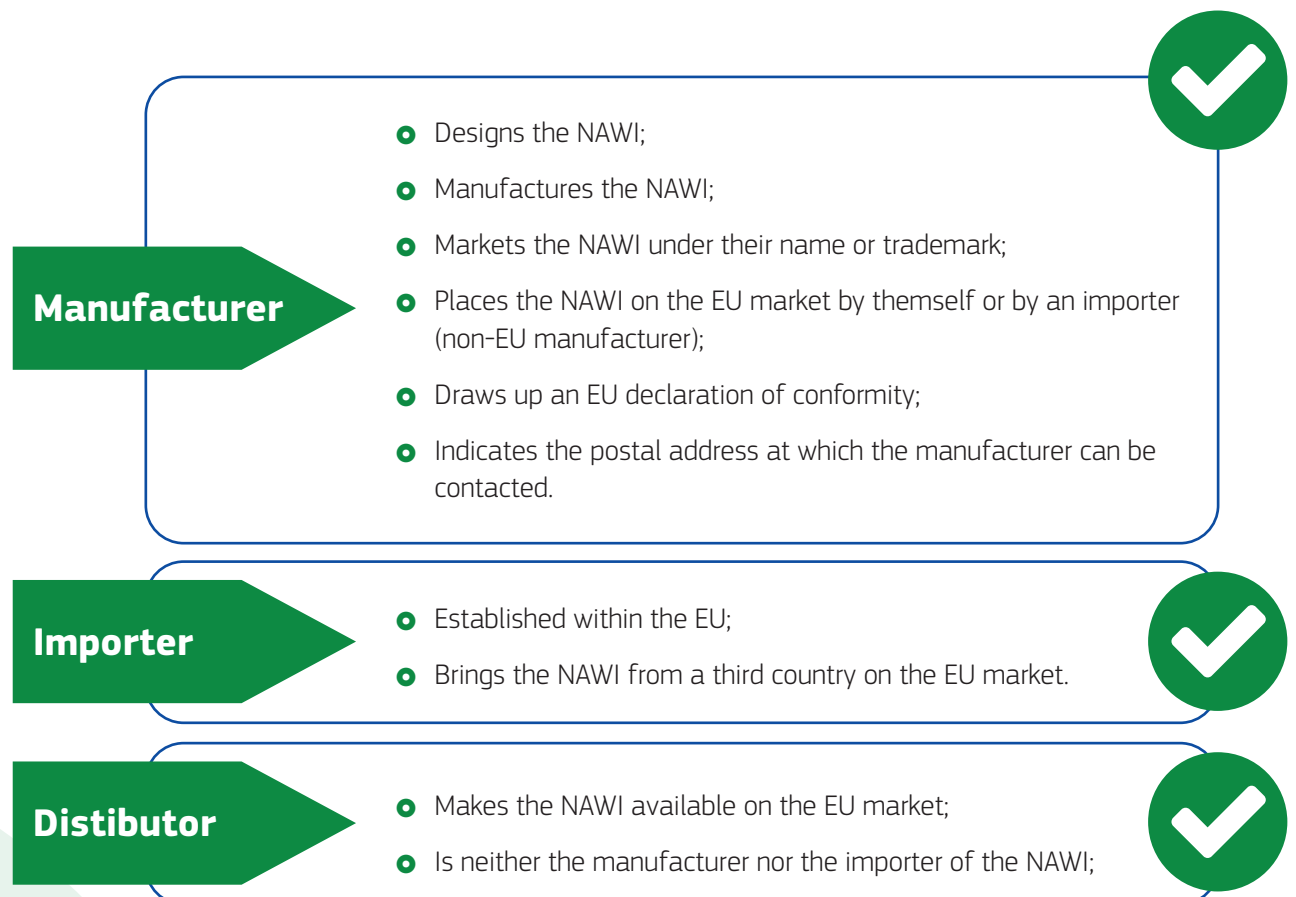 Designs the NAWI;
Manufactures the NAWI;
Markets the NAWI under their name or trademark;
Manufacturer
Places the NAWI on the EU market by themself or by an importer
(non-EU manufacturer);
Draws up an EU declaration of conformity;
Indicates the postal address at which the manufacturer can be
contacted.
Importer
Established within the EU;
Brings the NAWI from a third country on the EU market.
Distibutor
Makes the NAWI available on the EU market;
Is neither the manufacturer nor the importer of the NAWI;